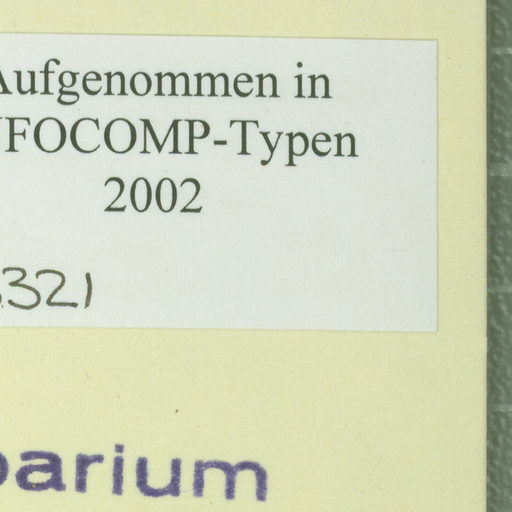 Aufgenommen in
FOCOMP-Typen
2002
321
barium